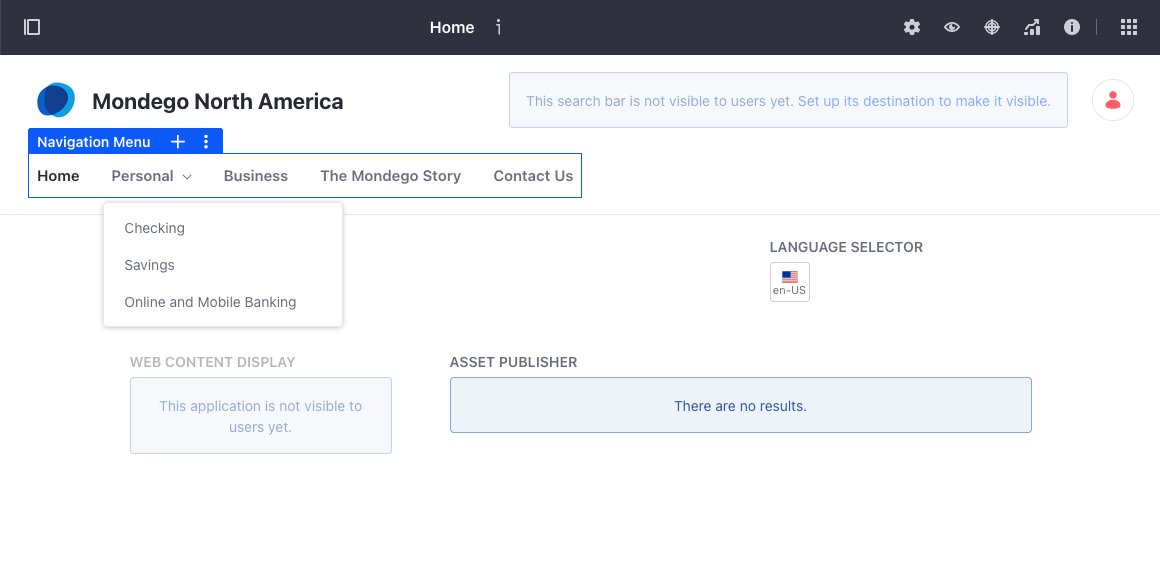 Home
Mondego North America
This search bar is not visible to users yet. Set up its destination to make it visible.
Navigation Menu
Home Personal Business The Mondego Story Contact Us
Checking
Savings
Online and Mobile Banking
LANGUAGE SELECTOR
en-US
WEB CONTENT DISPLAY
This application is not visible to
users yet.
ASSET PUBLISHER
There are no results.